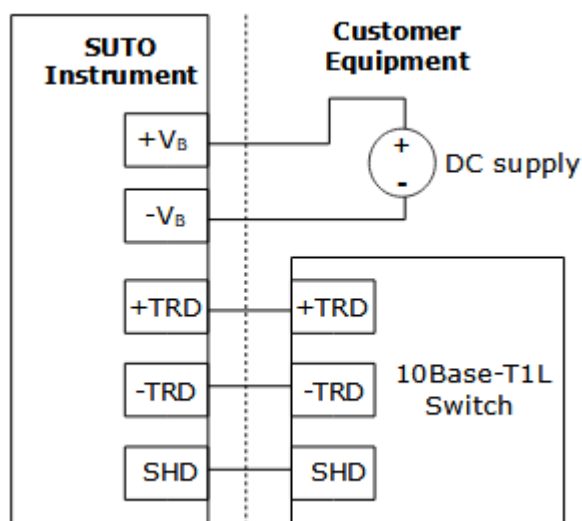 SUTO
Instrument
Customer
Equipment
+VB
+
-
DC supply
-VB
+TRD
+TRD
-TRD
-TRD
10Base-T1L
Switch
SHD
SHD